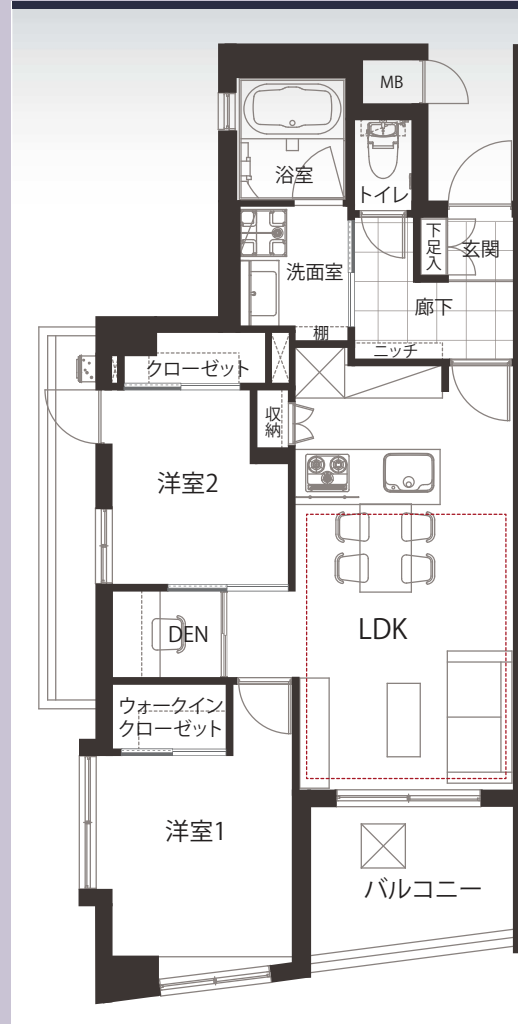 MB
浴室
トイレ
下足入
玄関
洗面室
廊下
棚
ニッチ
クローゼット
収納
洋室2
DEN
LDK
ウォークイン
クローゼット
洋室1
バルコニー